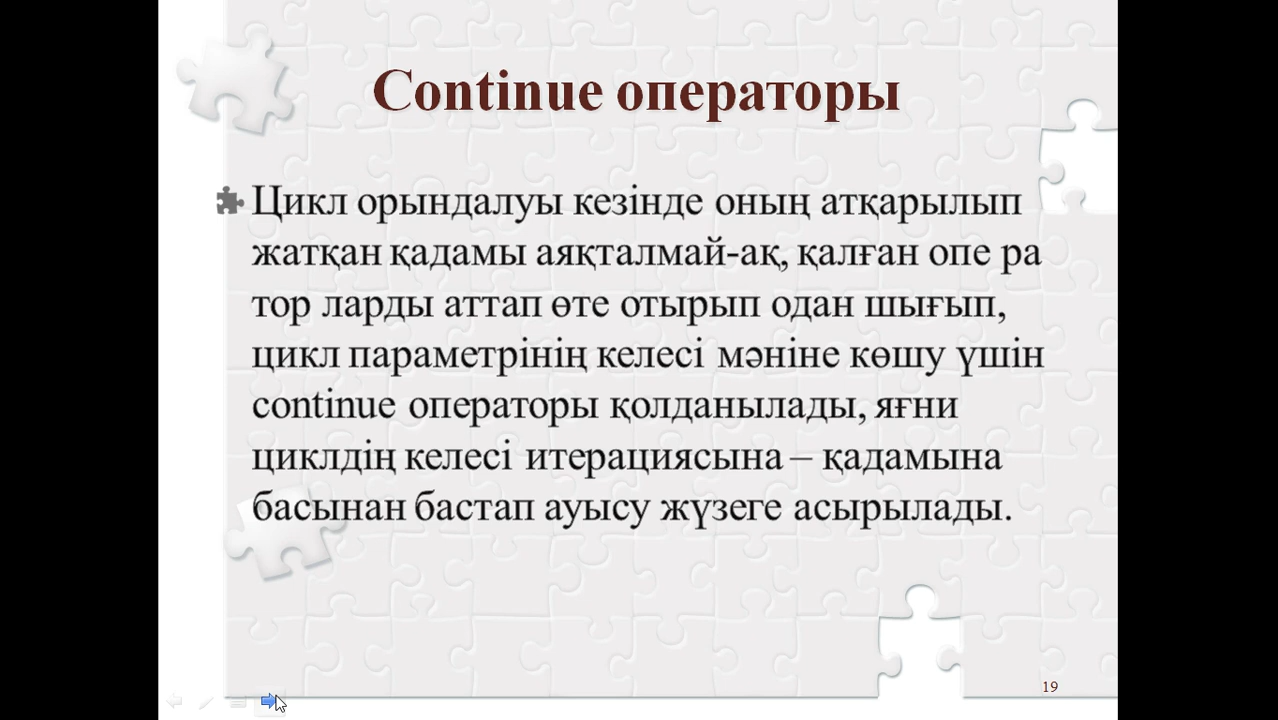 Continue операторы
Цикл орындалуы кезінде оның атқарылып
жатқан қадамы аяқталмай-ақ, қалған опе ра
тор ларды аттап өте отырып одан шығып,
цикл параметрінің келесі мәніне көшу үшін
continue операторы қолданылады, яғни
циклдің келесі итерациясына – қадамына
басынан бастап ауысу жүзеге асырылады.
19